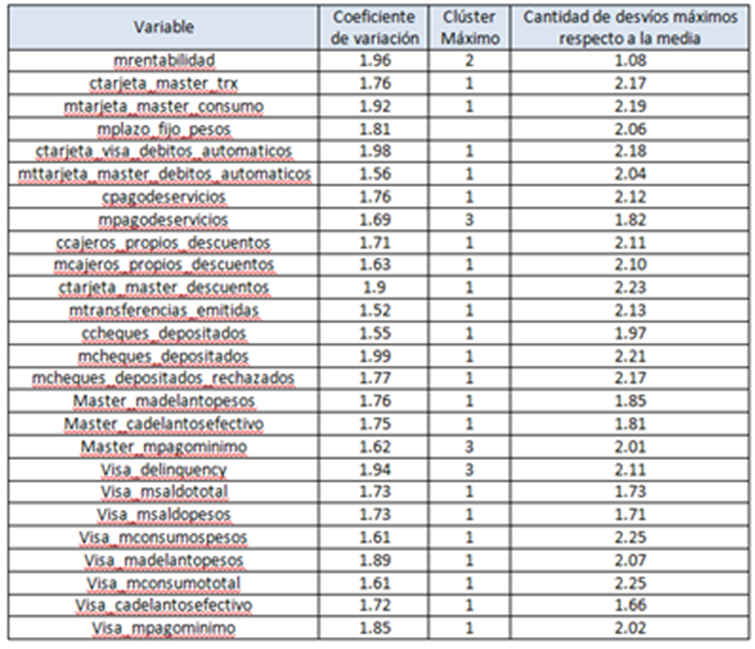 Variable Coeficiente de variación Clúster Máximo Cantidad de desvíos máximos respecto a la media
mrentabilidad 1.96 2 1.08
ctarjeta_master_trx 1.76 1 2.17
mtarjeta_master_consumo 1.92 1 2.19
mplazo_fijo_pesos 1.81 2.06
ctarjeta_visa_debitos_automaticos 1.98 1 2.18
mttarjeta_master_debitos_automaticos 1.56 1 2.04
cpagodeservicios 1.76 1 2.12
mpagodeservicios 1.69 3 1.82
ccajeros_propios_descuentos 1.71 1 2.11
mcajeros_propios_descuentos 1.63 1 2.10
ctarjeta_master_descuentos 1.9 1 2.23
mtransferencias_emitidas 1.52 1 2.13
ccheques_depositados 1.55 1 1.97
mcheques_depositados 1.99 1 2.21
mcheques_depositados_rechazados 1.77 1 2.17
Master_madelantopesos 1.76 1 1.85
Master_cadelantosefectivo 1.75 1 1.81
Master_mpagominimo 1.62 3 2.01
Visa_delinquency 1.94 3 2.11
Visa_msaldototal 1.73 1 1.73
Visa_msaldopesos 1.73 1 1.71
Visa_mconsumospesos 1.61 1 2.25
Visa_madelantopesos 1.89 1 2.07
Visa_mconsumototal 1.61 1 2.25
Visa_cadelantosefectivo 1.72 1 1.66
Visa_mpagominimo 1.85 1 2.02